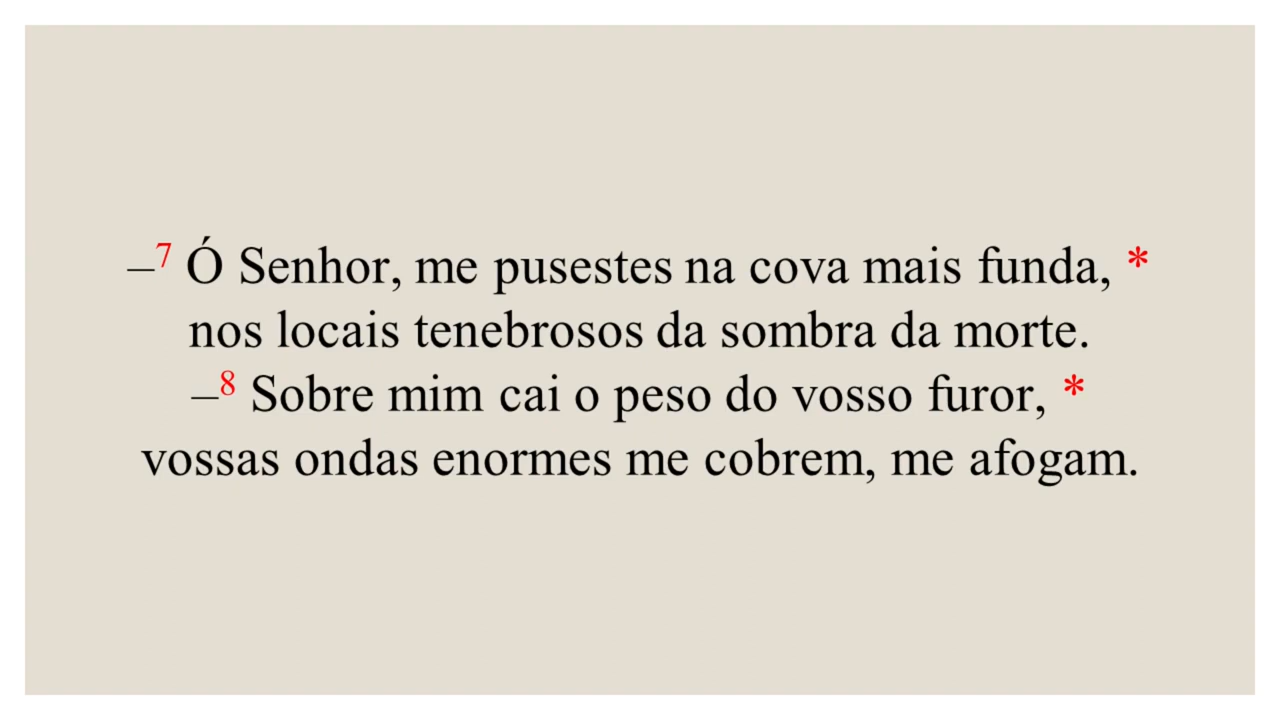 –7 Ó Senhor, me pusestes na cova mais funda, *
nos locais tenebrosos da sombra da morte.
–8 Sobre mim cai o peso do vosso furor, *
vossas ondas enormes me cobrem, me afogam.